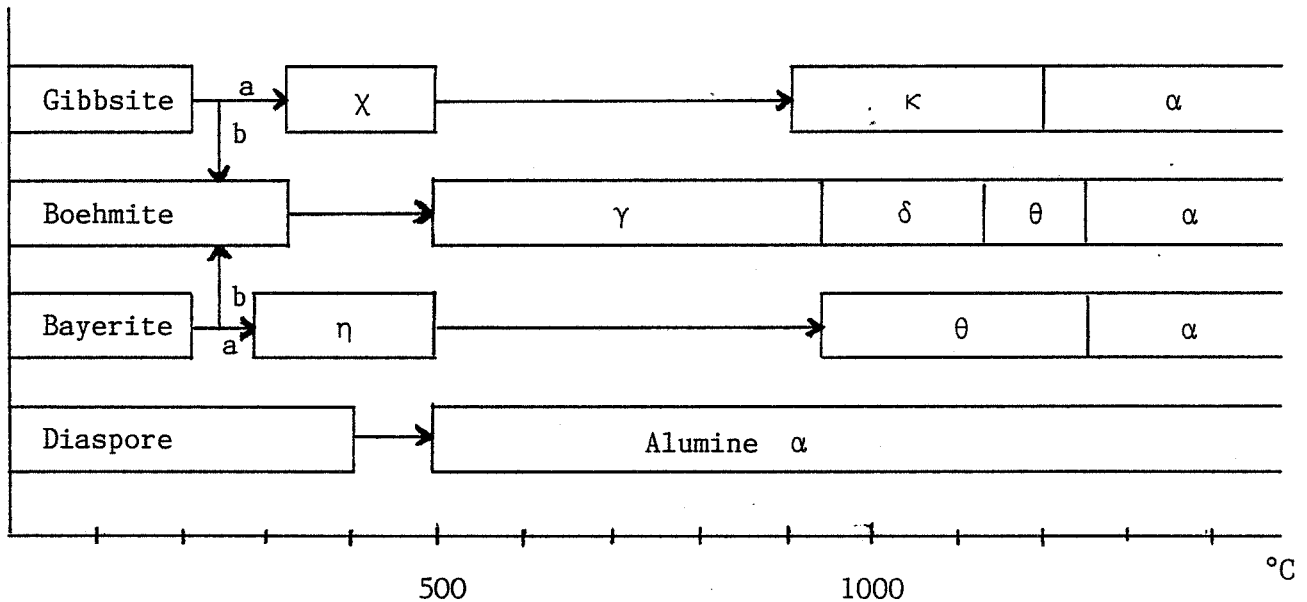 Gibbsite a χ κ α
b
Boehmite γ δ θ α
b
Bayerite a η θ α
Diaspore Alumine α
°C
500 1000